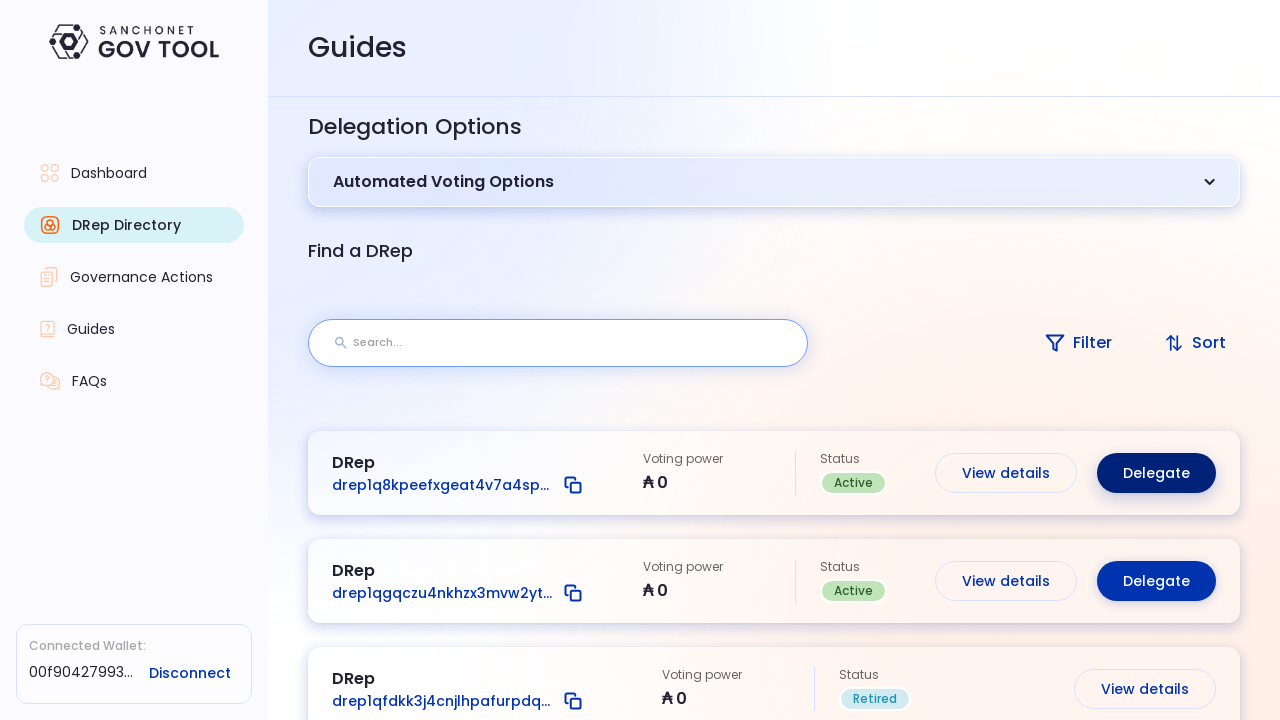 SANCHONET
GOV TOOL
Dashboard
DRep Directory
Governance Actions
Guides
FAQs
Connected Wallet:
00f90427993...
Disconnect
Guides
Delegation Options
Automated Voting Options
Find a DRep
Search...
Filter
Sort
DRep
drep1q8kpeefxgeat4v7a4sp...
Voting power
₳ 0
Status
Active
View details
Delegate
DRep
drep1qgqczu4nkhzx3mvw2yt...
Voting power
₳ 0
Status
Active
View details
Delegate
DRep
drep1qfdkk3j4cnjlhpafurpdq...
Voting power
₳ 0
Status
Retired
View details